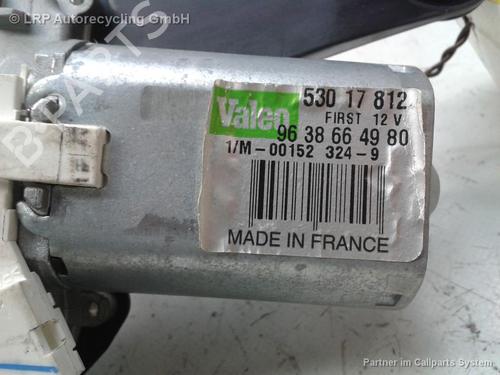 © LRP Autorecycling GmbH
B-PARTS
Valeo
530 17 812
FIRST 12 V
96 38 66 49 80
1/M-00152 324-9
MADE IN FRANCE
Partner im Callparts System